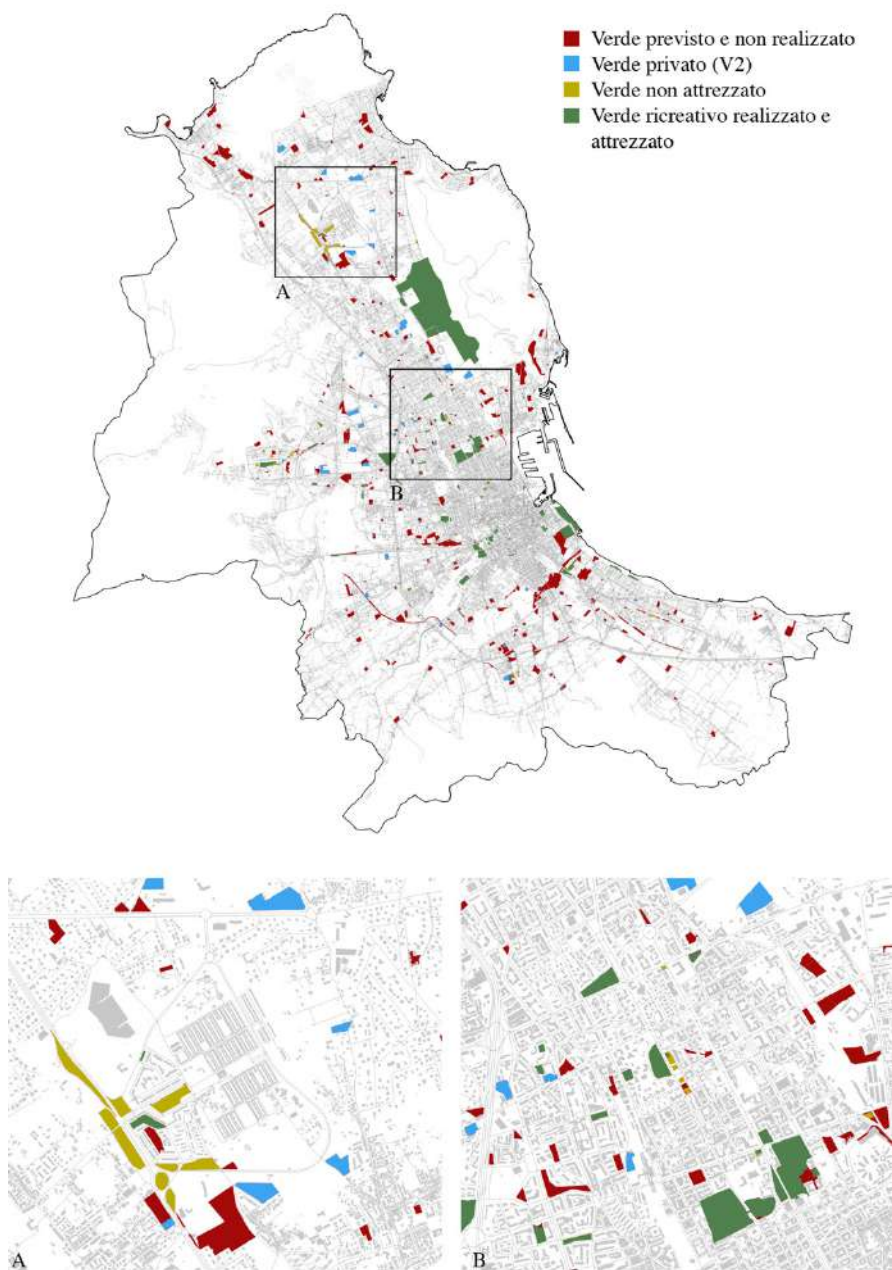 Verde previsto e non realizzato
Verde privato (V2)
Verde non attrezzato
Verde ricreativo realizzato e
attrezzato
A
B
A
B